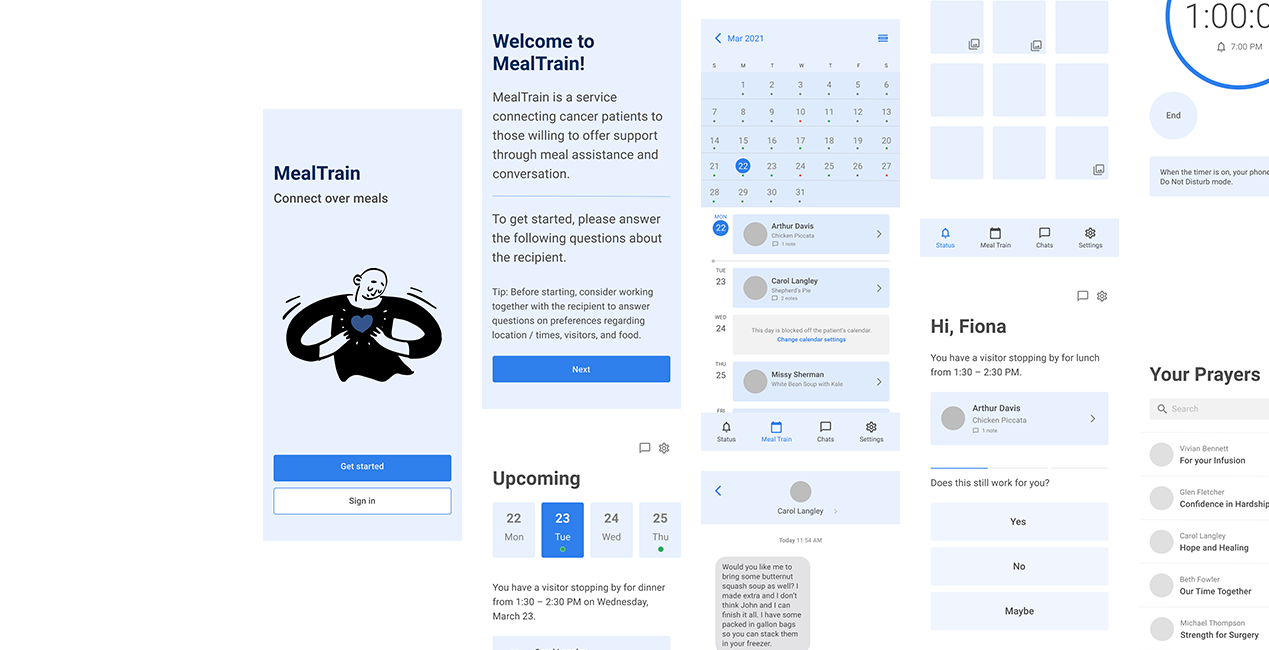 MealTrain
Connect over meals
Get started
Sign in
Welcome to
MealTrain!
MealTrain is a service
connecting cancer patients to
those willing to offer support
through meal assistance and
conversation.
To get started, please answer
the following questions about
the recipient.
Tip: Before starting, consider working
together with the recipient to answer
questions on preferences regarding
location / times, visitors, and food.
Next
Upcoming
22 23 24 25
Mon Tue Wed Thu
You have a visitor stopping by for dinner
from 1:30 – 2:30 PM on Wednesday,
March 23.
Mar 2021
S M T W T F S
1 2 3 4 5 6
7 8 9 10 11 12 13
14 15 16 17 18 19 20
21 22 23 24 25 26 27
28 29 30 31
MON
22
Arthur Davis
Chicken Piccata
1 note
TUE
23
Carol Langley
Shepherd's Pie
2 notes
WED
24
This day is blocked off the patient's calendar.
Change calendar settings
THU
25
Missy Sherman
White Bean Soup with Kale
FRI
Status Meal Train Chats Settings
Carol Langley
Today 11:54 AM
Would you like me to
bring some butternut
squash soup as well? I
made extra and I don't
think John and I can
finish it all. I have some
packed in gallon bags
so you can stack them
in your freezer.
Status Meal Train Chats Settings
Hi, Fiona
You have a visitor stopping by for lunch
from 1:30 – 2:30 PM.
Arthur Davis
Chicken Piccata
1 note
Does this still work for you?
Yes
No
Maybe
1:00:0
7:00 PM
End
When the timer is on, your phone
Do Not Disturb mode.
Your Prayers
Search
Vivian Bennett
For your Infusion
Glen Fletcher
Confidence in Hardship
Carol Langley
Hope and Healing
Beth Fowler
Our Time Together
Michael Thompson
Strength for Surgery